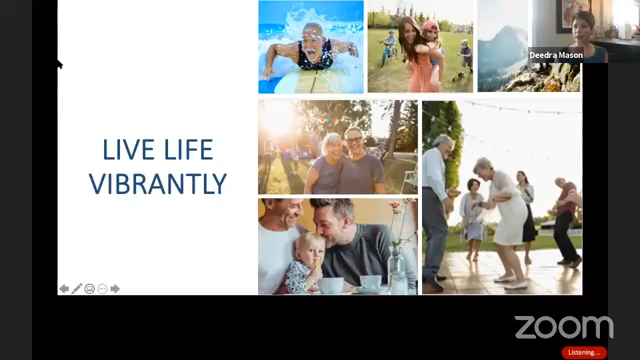 LIVE LIFE
VIBRANTLY
Deedra Mason
zoom
Listening...